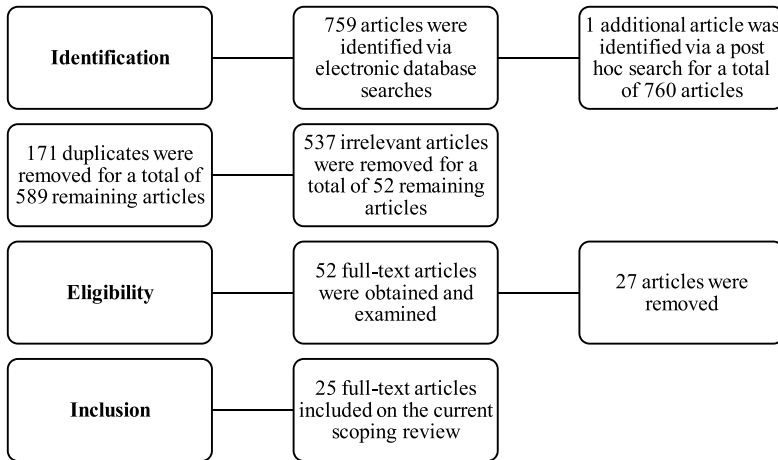 Identification
759 articles were
identified via
electronic database
searches
1 additional article was
identified via a post
hoc search for a total
of 760 articles
171 duplicates were
removed for a total of
589 remaining articles
537 irrelevant articles
were removed for a
total of 52 remaining
articles
Eligibility
52 full-text articles
were obtained and
examined
27 articles were
removed
Inclusion
25 full-text articles
included on the current
scoping review